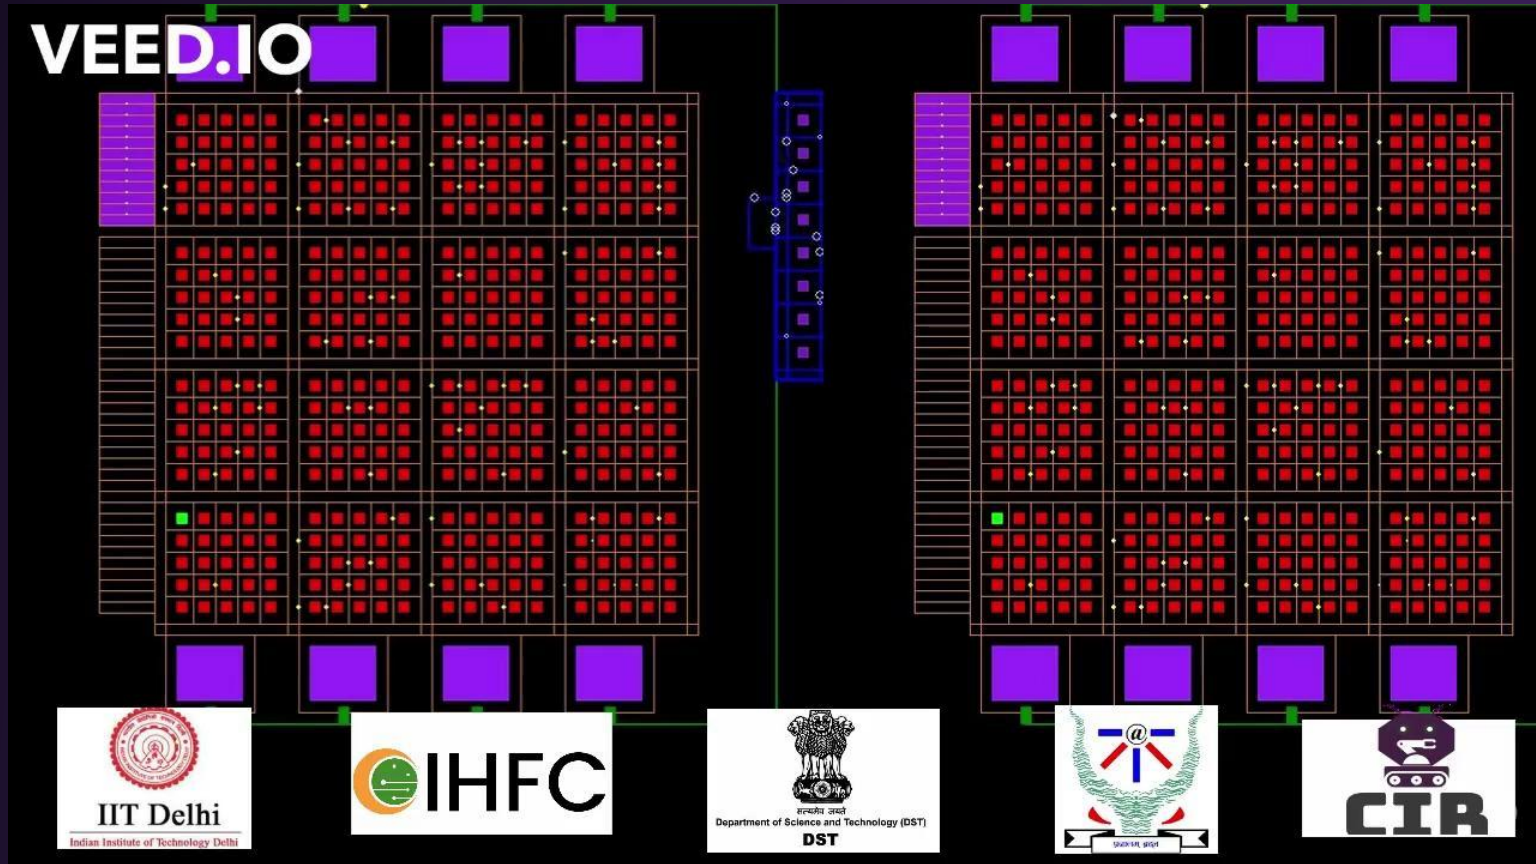 VEED.IO
IIT Delhi
Indian Institute of Technology Delhi
IHFC
सत्यमेव जयते
Department of Science and Technology (DST)
DST
@
CIR